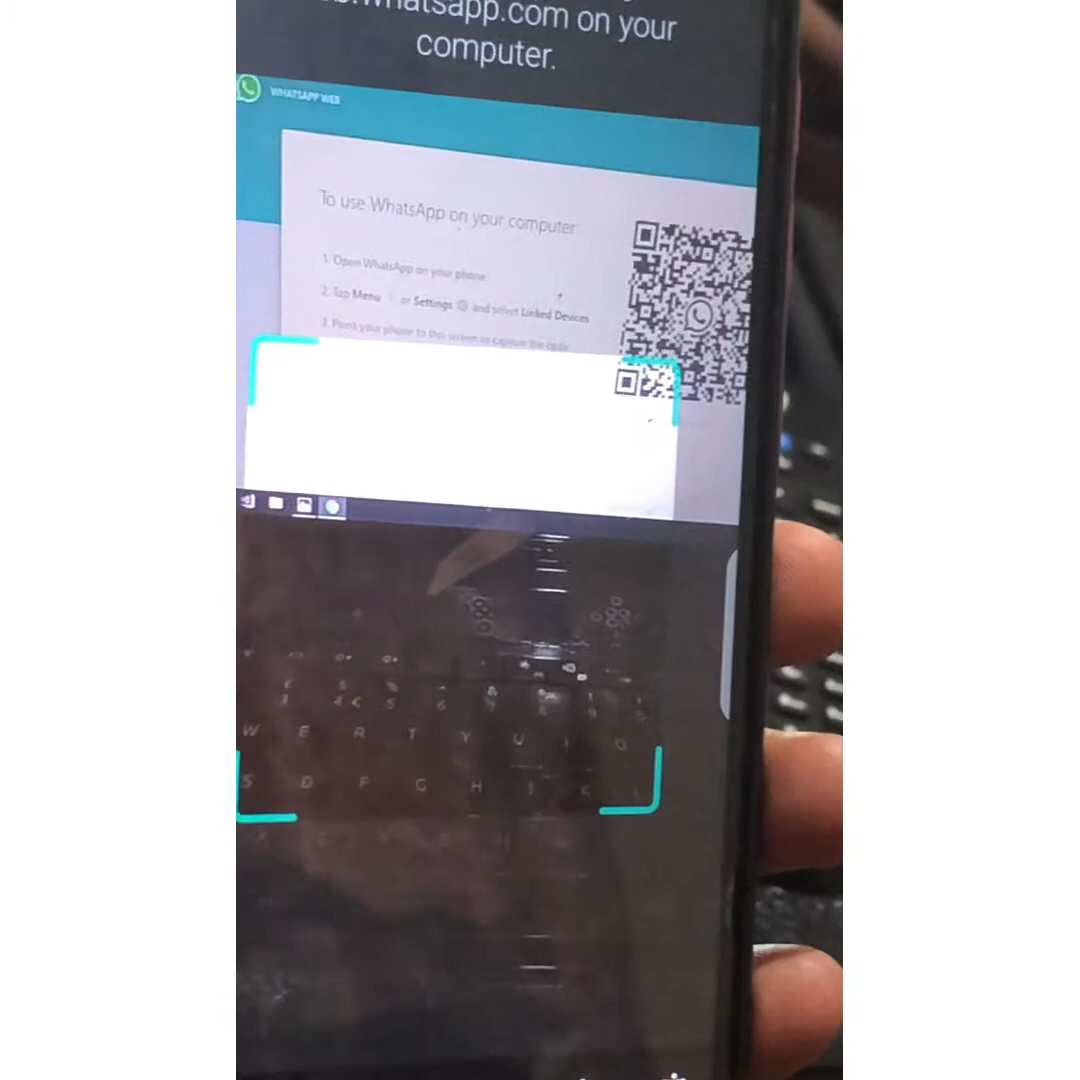 whatsapp.com on your
computer.
WHATSAPP WEB
To use WhatsApp on your computer:
1. Open WhatsApp on your phone
2. Tap Menu or Settings and select Linked Devices
3. Point your phone to this screen to capture the code
W E R T Y U I O
S D F G H J K